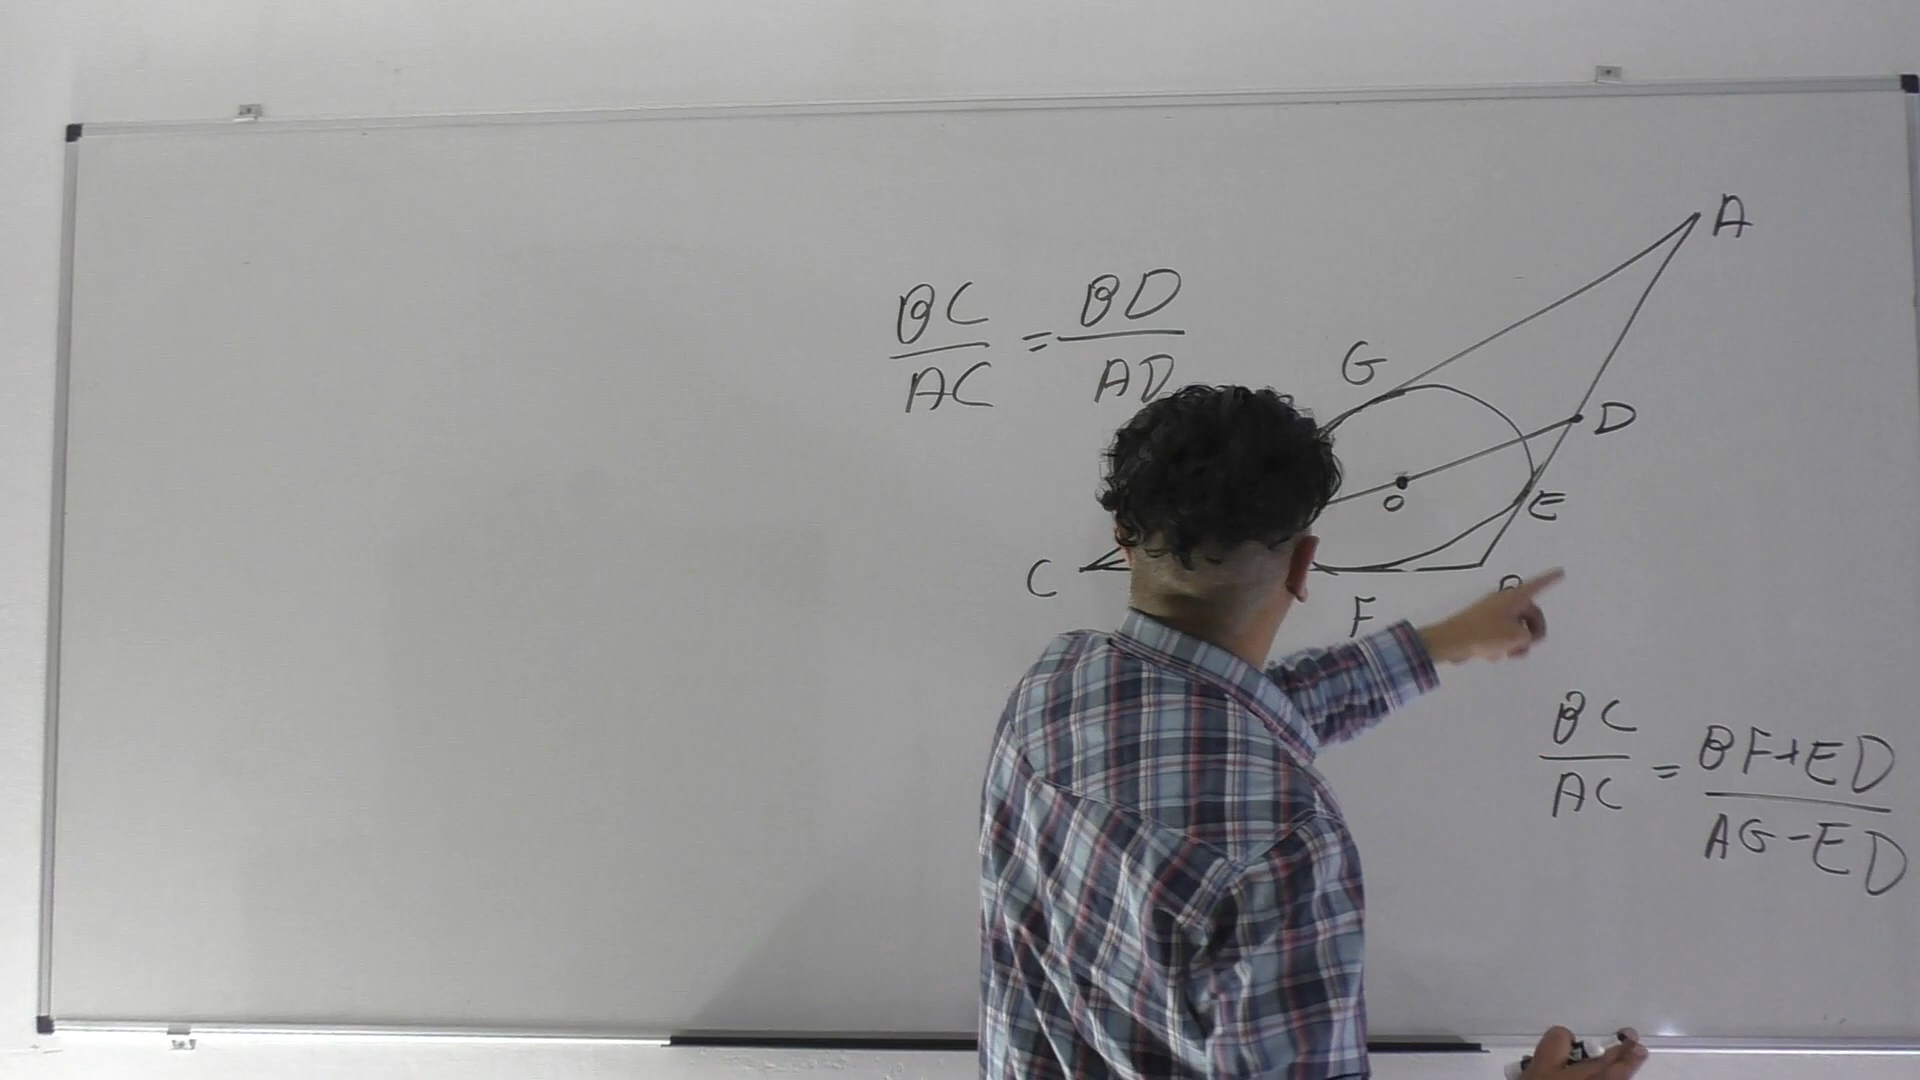 BC/AC = BD/AD
A
G
D
O
E
C
F
BC/AC = BF+ED/AG-ED